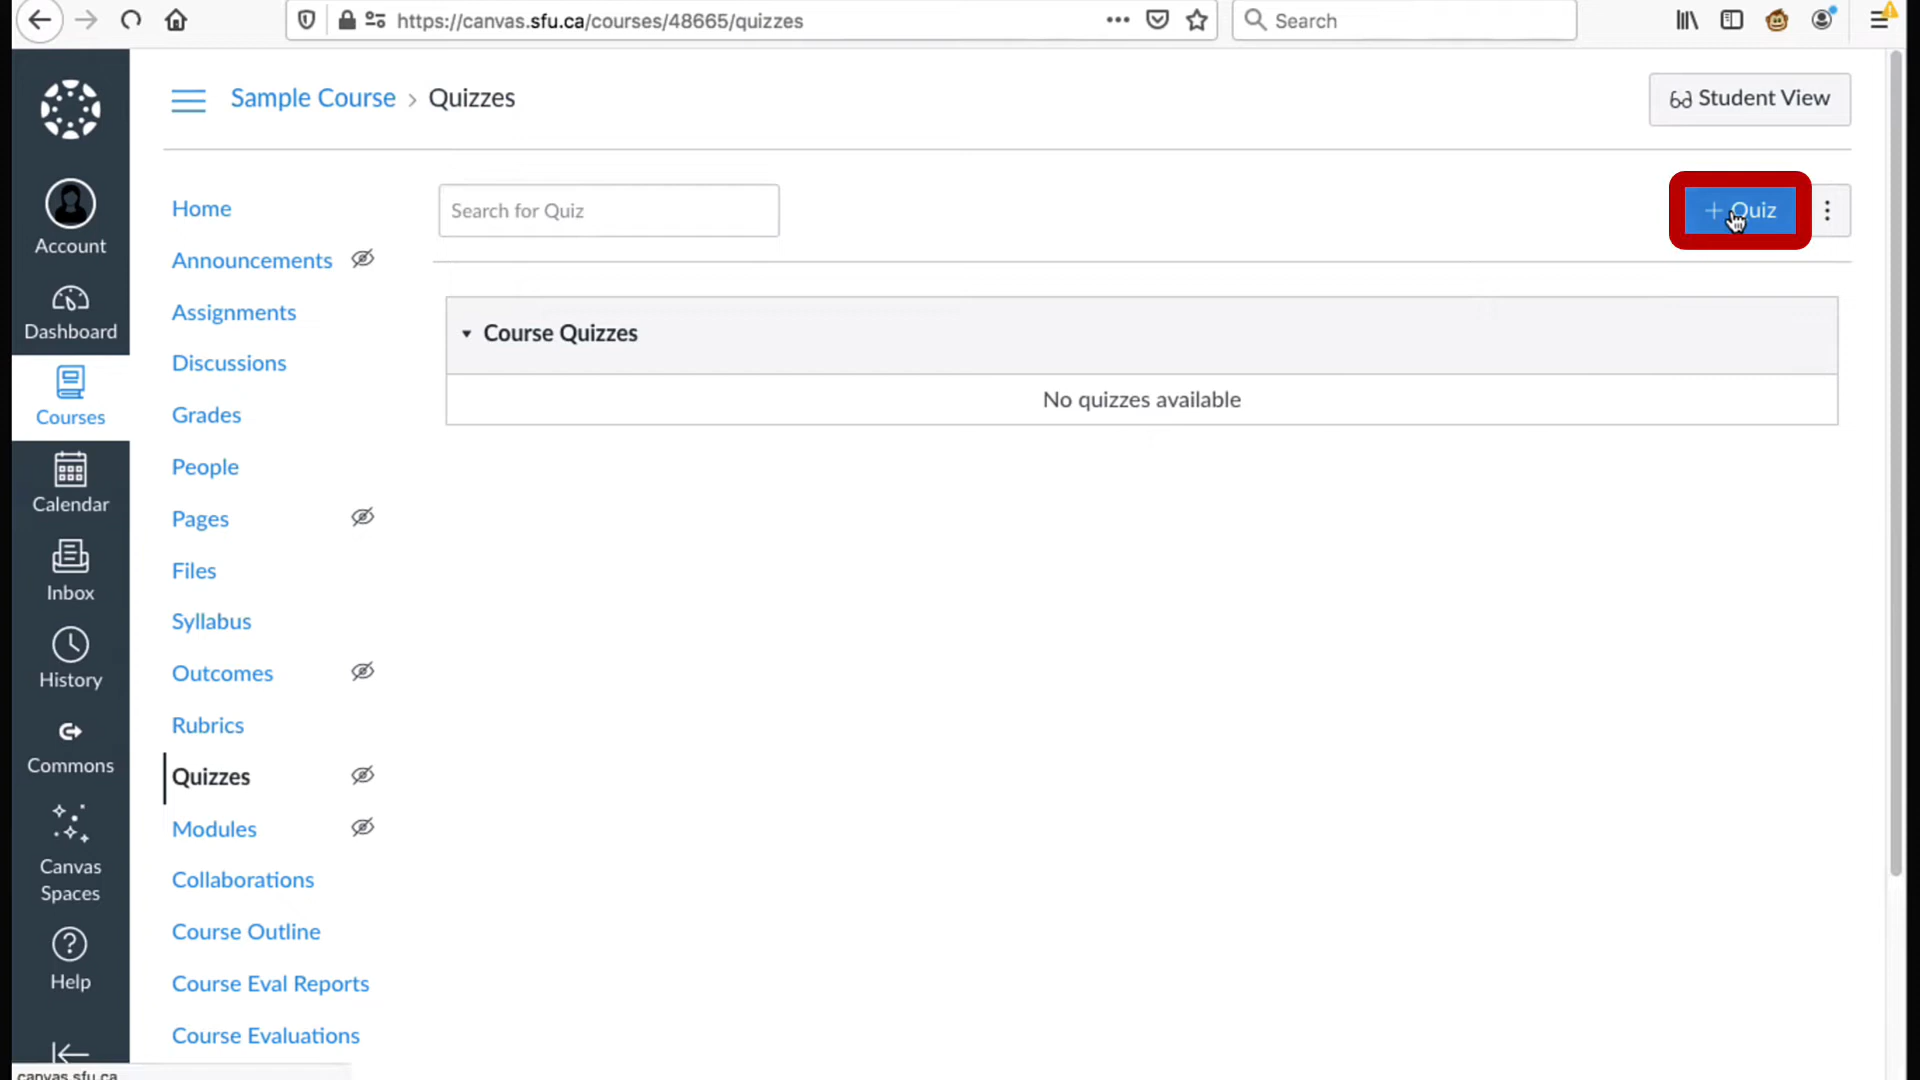 https://canvas.sfu.ca/courses/48665/quizzes
Search
Sample Course › Quizzes
Student View
Account
Dashboard
Courses
Calendar
Inbox
History
Commons
Canvas
Spaces
Help
Home
Announcements
Assignments
Discussions
Grades
People
Pages
Files
Syllabus
Outcomes
Rubrics
Quizzes
Modules
Collaborations
Course Outline
Course Eval Reports
Course Evaluations
Search for Quiz
+ Quiz
Course Quizzes
No quizzes available
canvas.sfu.ca